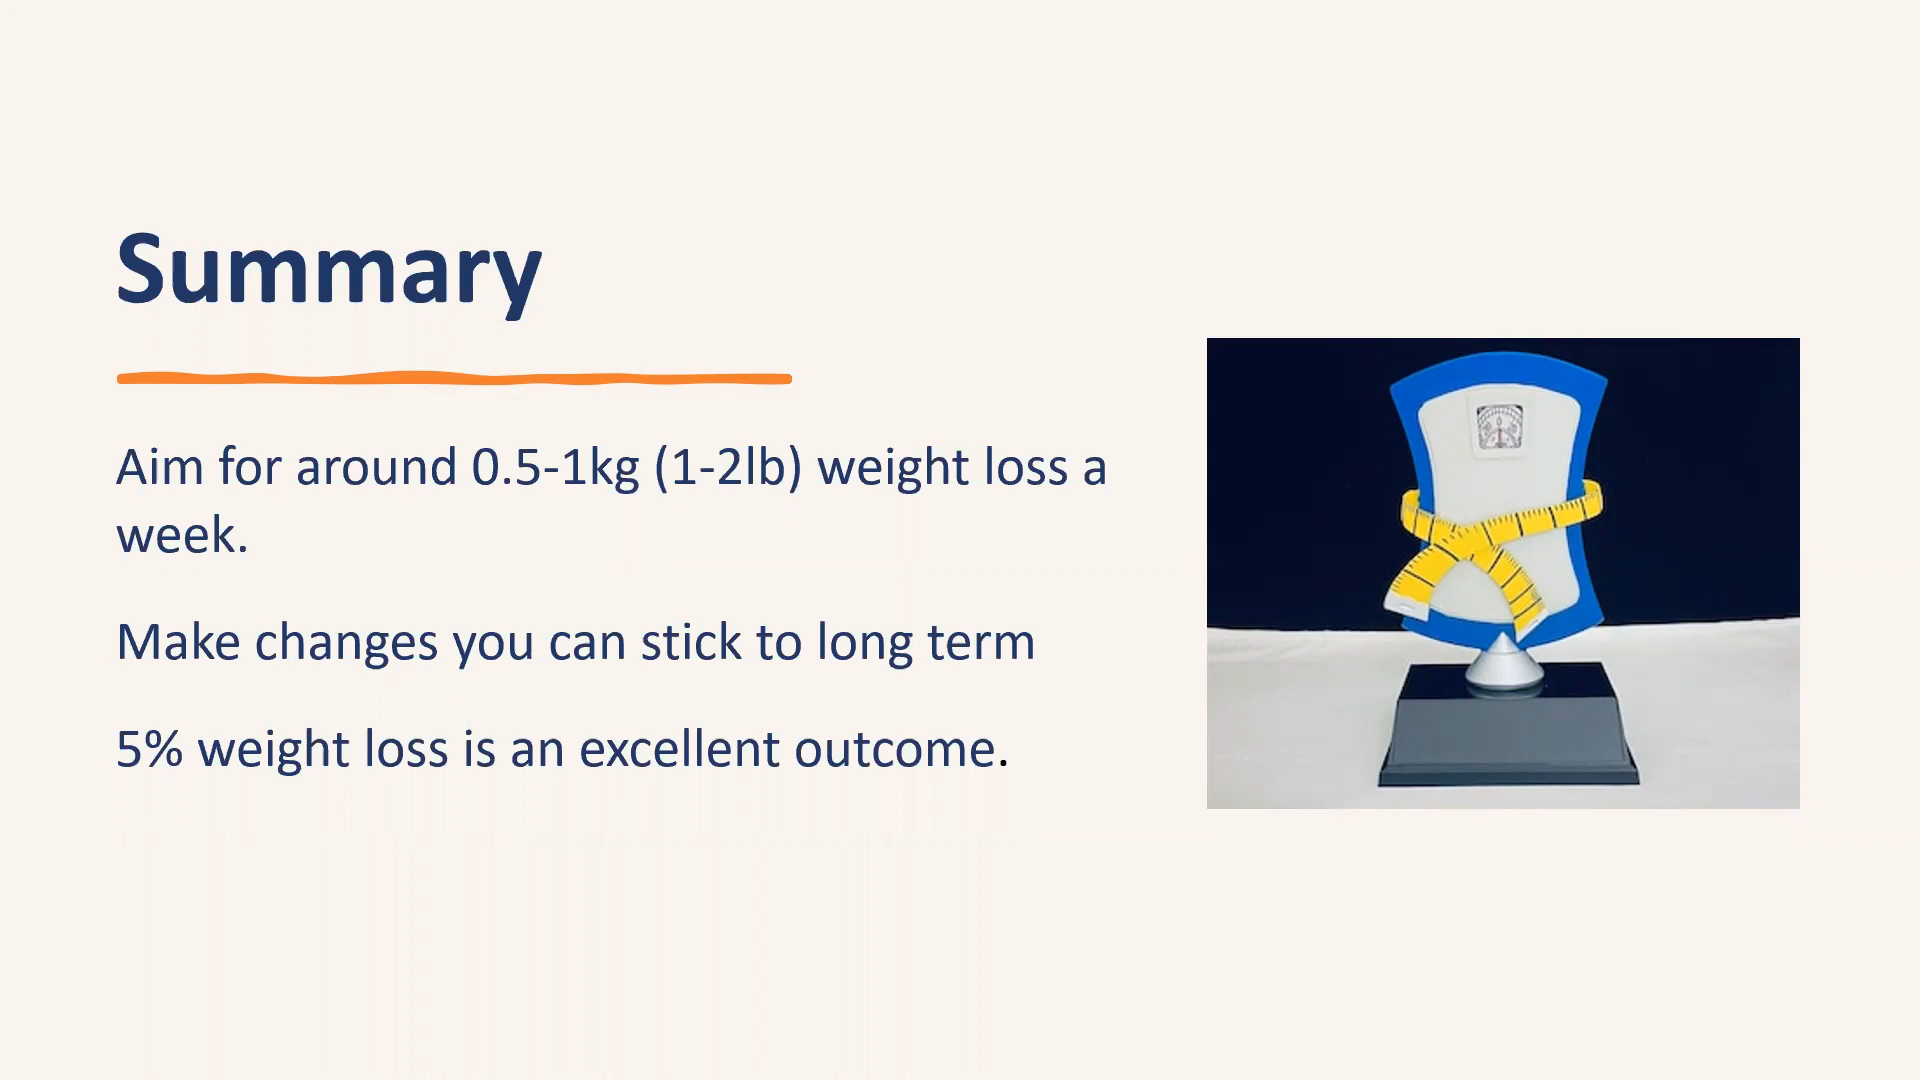 Summary
Aim for around 0.5-1kg (1-2lb) weight loss a
week.
Make changes you can stick to long term
5% weight loss is an excellent outcome.